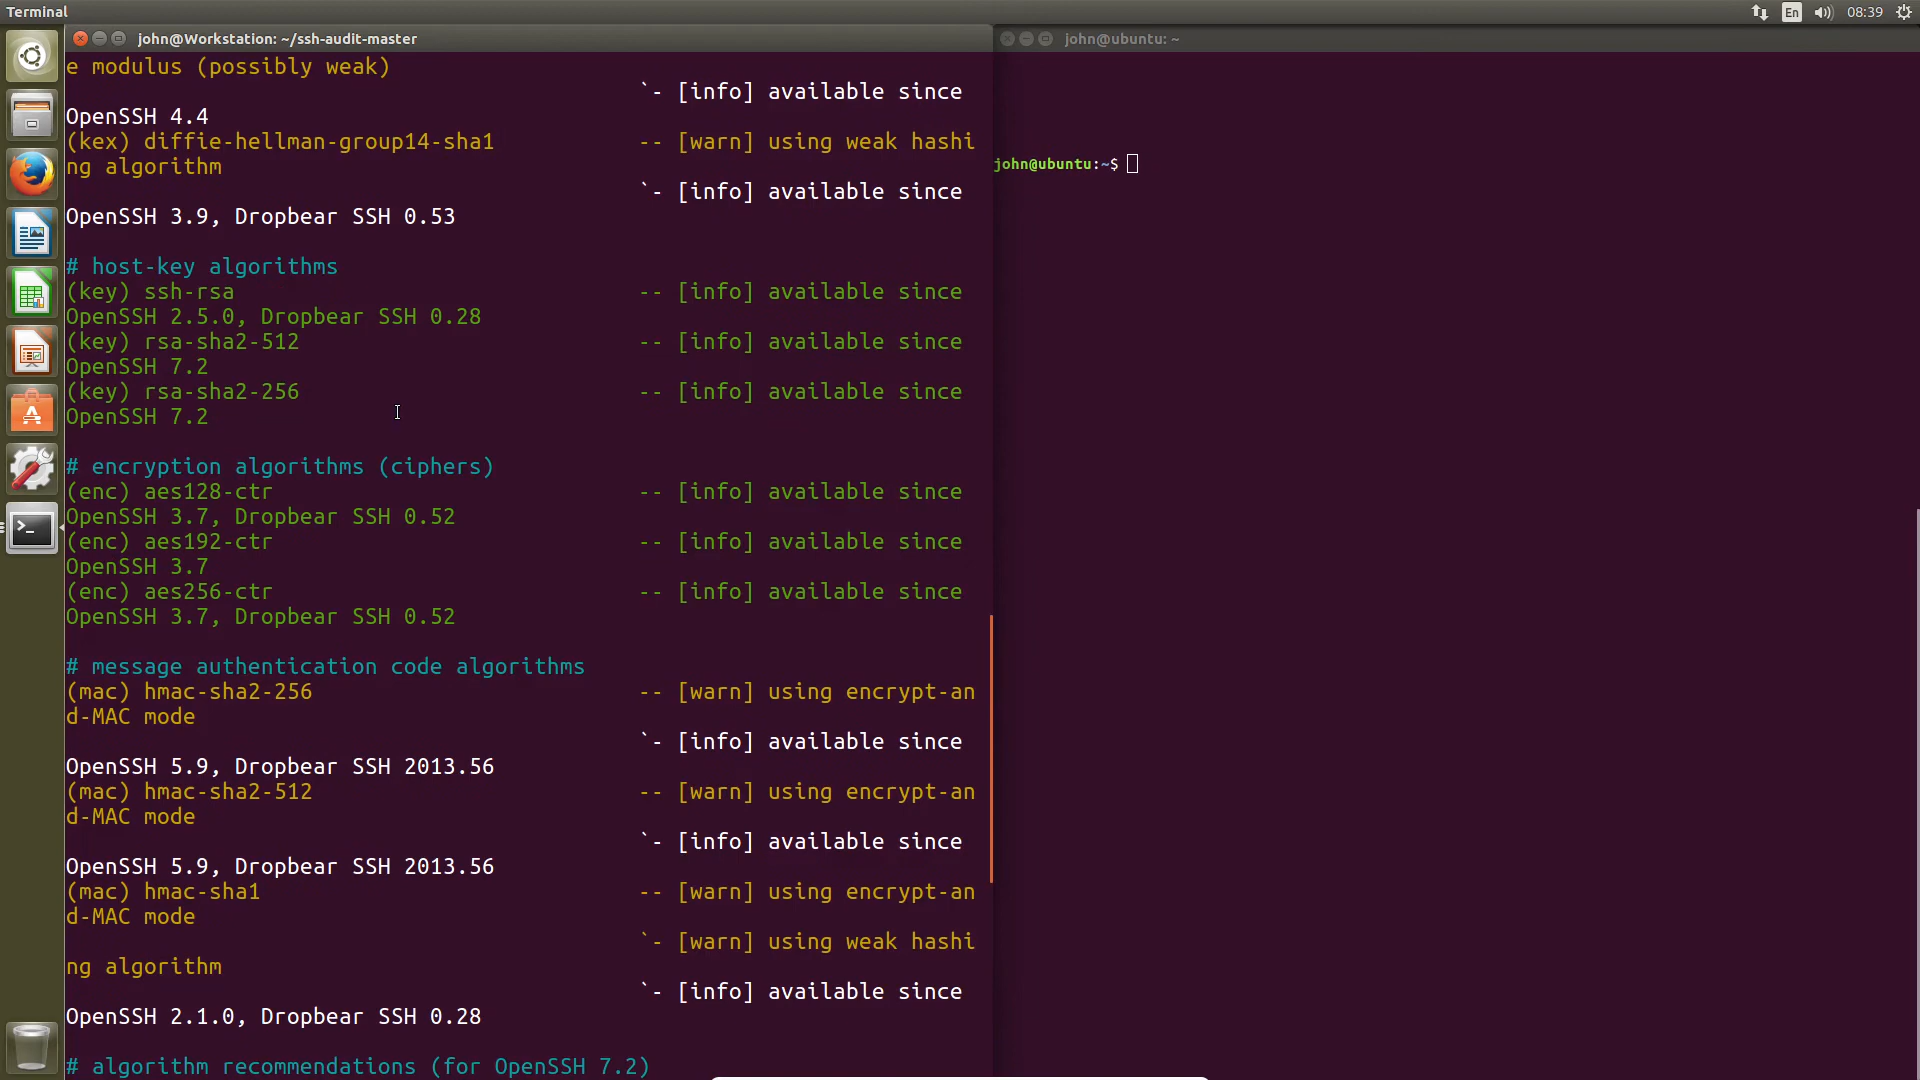 Terminal
En
08:39
john@Workstation: ~/ssh-audit-master
e modulus (possibly weak)
`- [info] available since
OpenSSH 4.4
(kex) diffie-hellman-group14-sha1 -- [warn] using weak hashi
ng algorithm
`- [info] available since
OpenSSH 3.9, Dropbear SSH 0.53
# host-key algorithms
(key) ssh-rsa -- [info] available since
OpenSSH 2.5.0, Dropbear SSH 0.28
(key) rsa-sha2-512 -- [info] available since
OpenSSH 7.2
(key) rsa-sha2-256 -- [info] available since
OpenSSH 7.2
# encryption algorithms (ciphers)
(enc) aes128-ctr -- [info] available since
OpenSSH 3.7, Dropbear SSH 0.52
(enc) aes192-ctr -- [info] available since
OpenSSH 3.7
(enc) aes256-ctr -- [info] available since
OpenSSH 3.7, Dropbear SSH 0.52
# message authentication code algorithms
(mac) hmac-sha2-256 -- [warn] using encrypt-an
d-MAC mode
`- [info] available since
OpenSSH 5.9, Dropbear SSH 2013.56
(mac) hmac-sha2-512 -- [warn] using encrypt-an
d-MAC mode
`- [info] available since
OpenSSH 5.9, Dropbear SSH 2013.56
(mac) hmac-sha1 -- [warn] using encrypt-an
d-MAC mode
`- [warn] using weak hashi
ng algorithm
`- [info] available since
OpenSSH 2.1.0, Dropbear SSH 0.28
# algorithm recommendations (for OpenSSH 7.2)
john@ubuntu: ~
john@ubuntu:~$